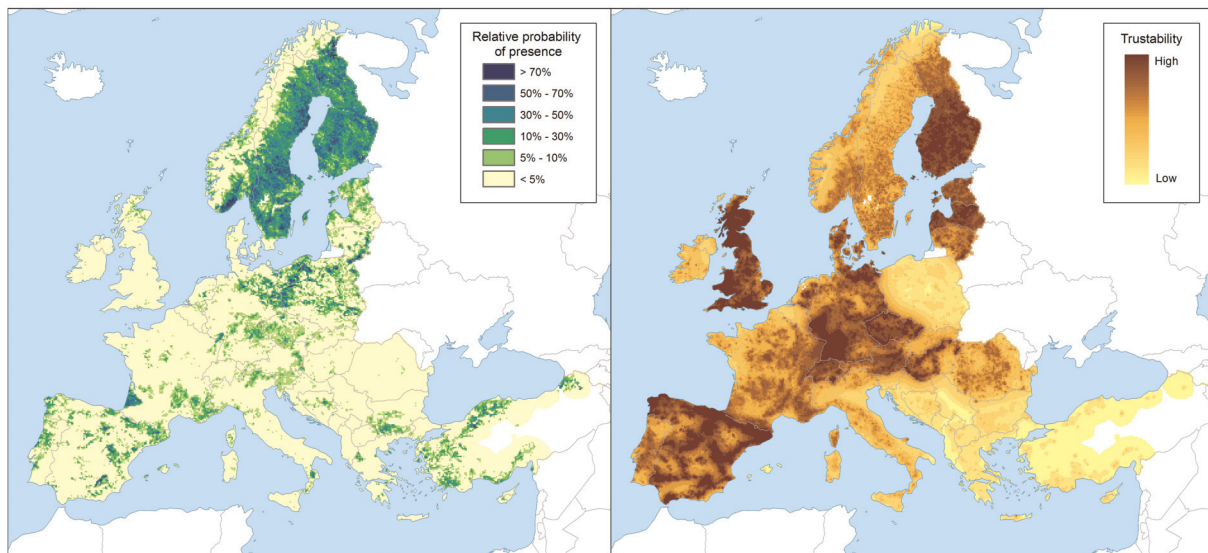 Relative probability
of presence
> 70%
50% - 70%
30% - 50%
10% - 30%
5% - 10%
< 5%
Trustability
High
Low